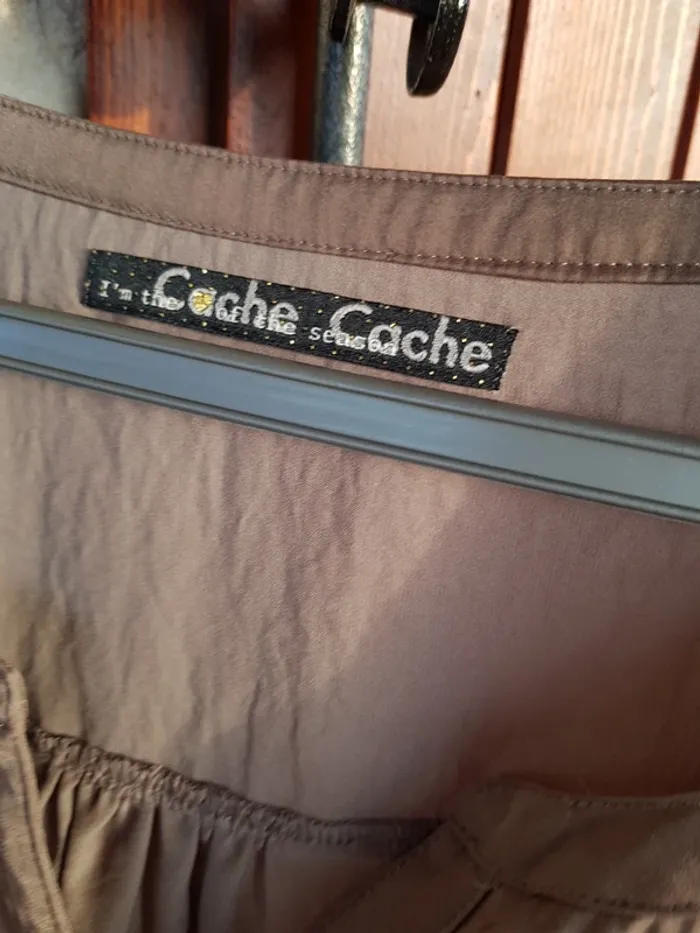 Cache Cache
I'm the of the season